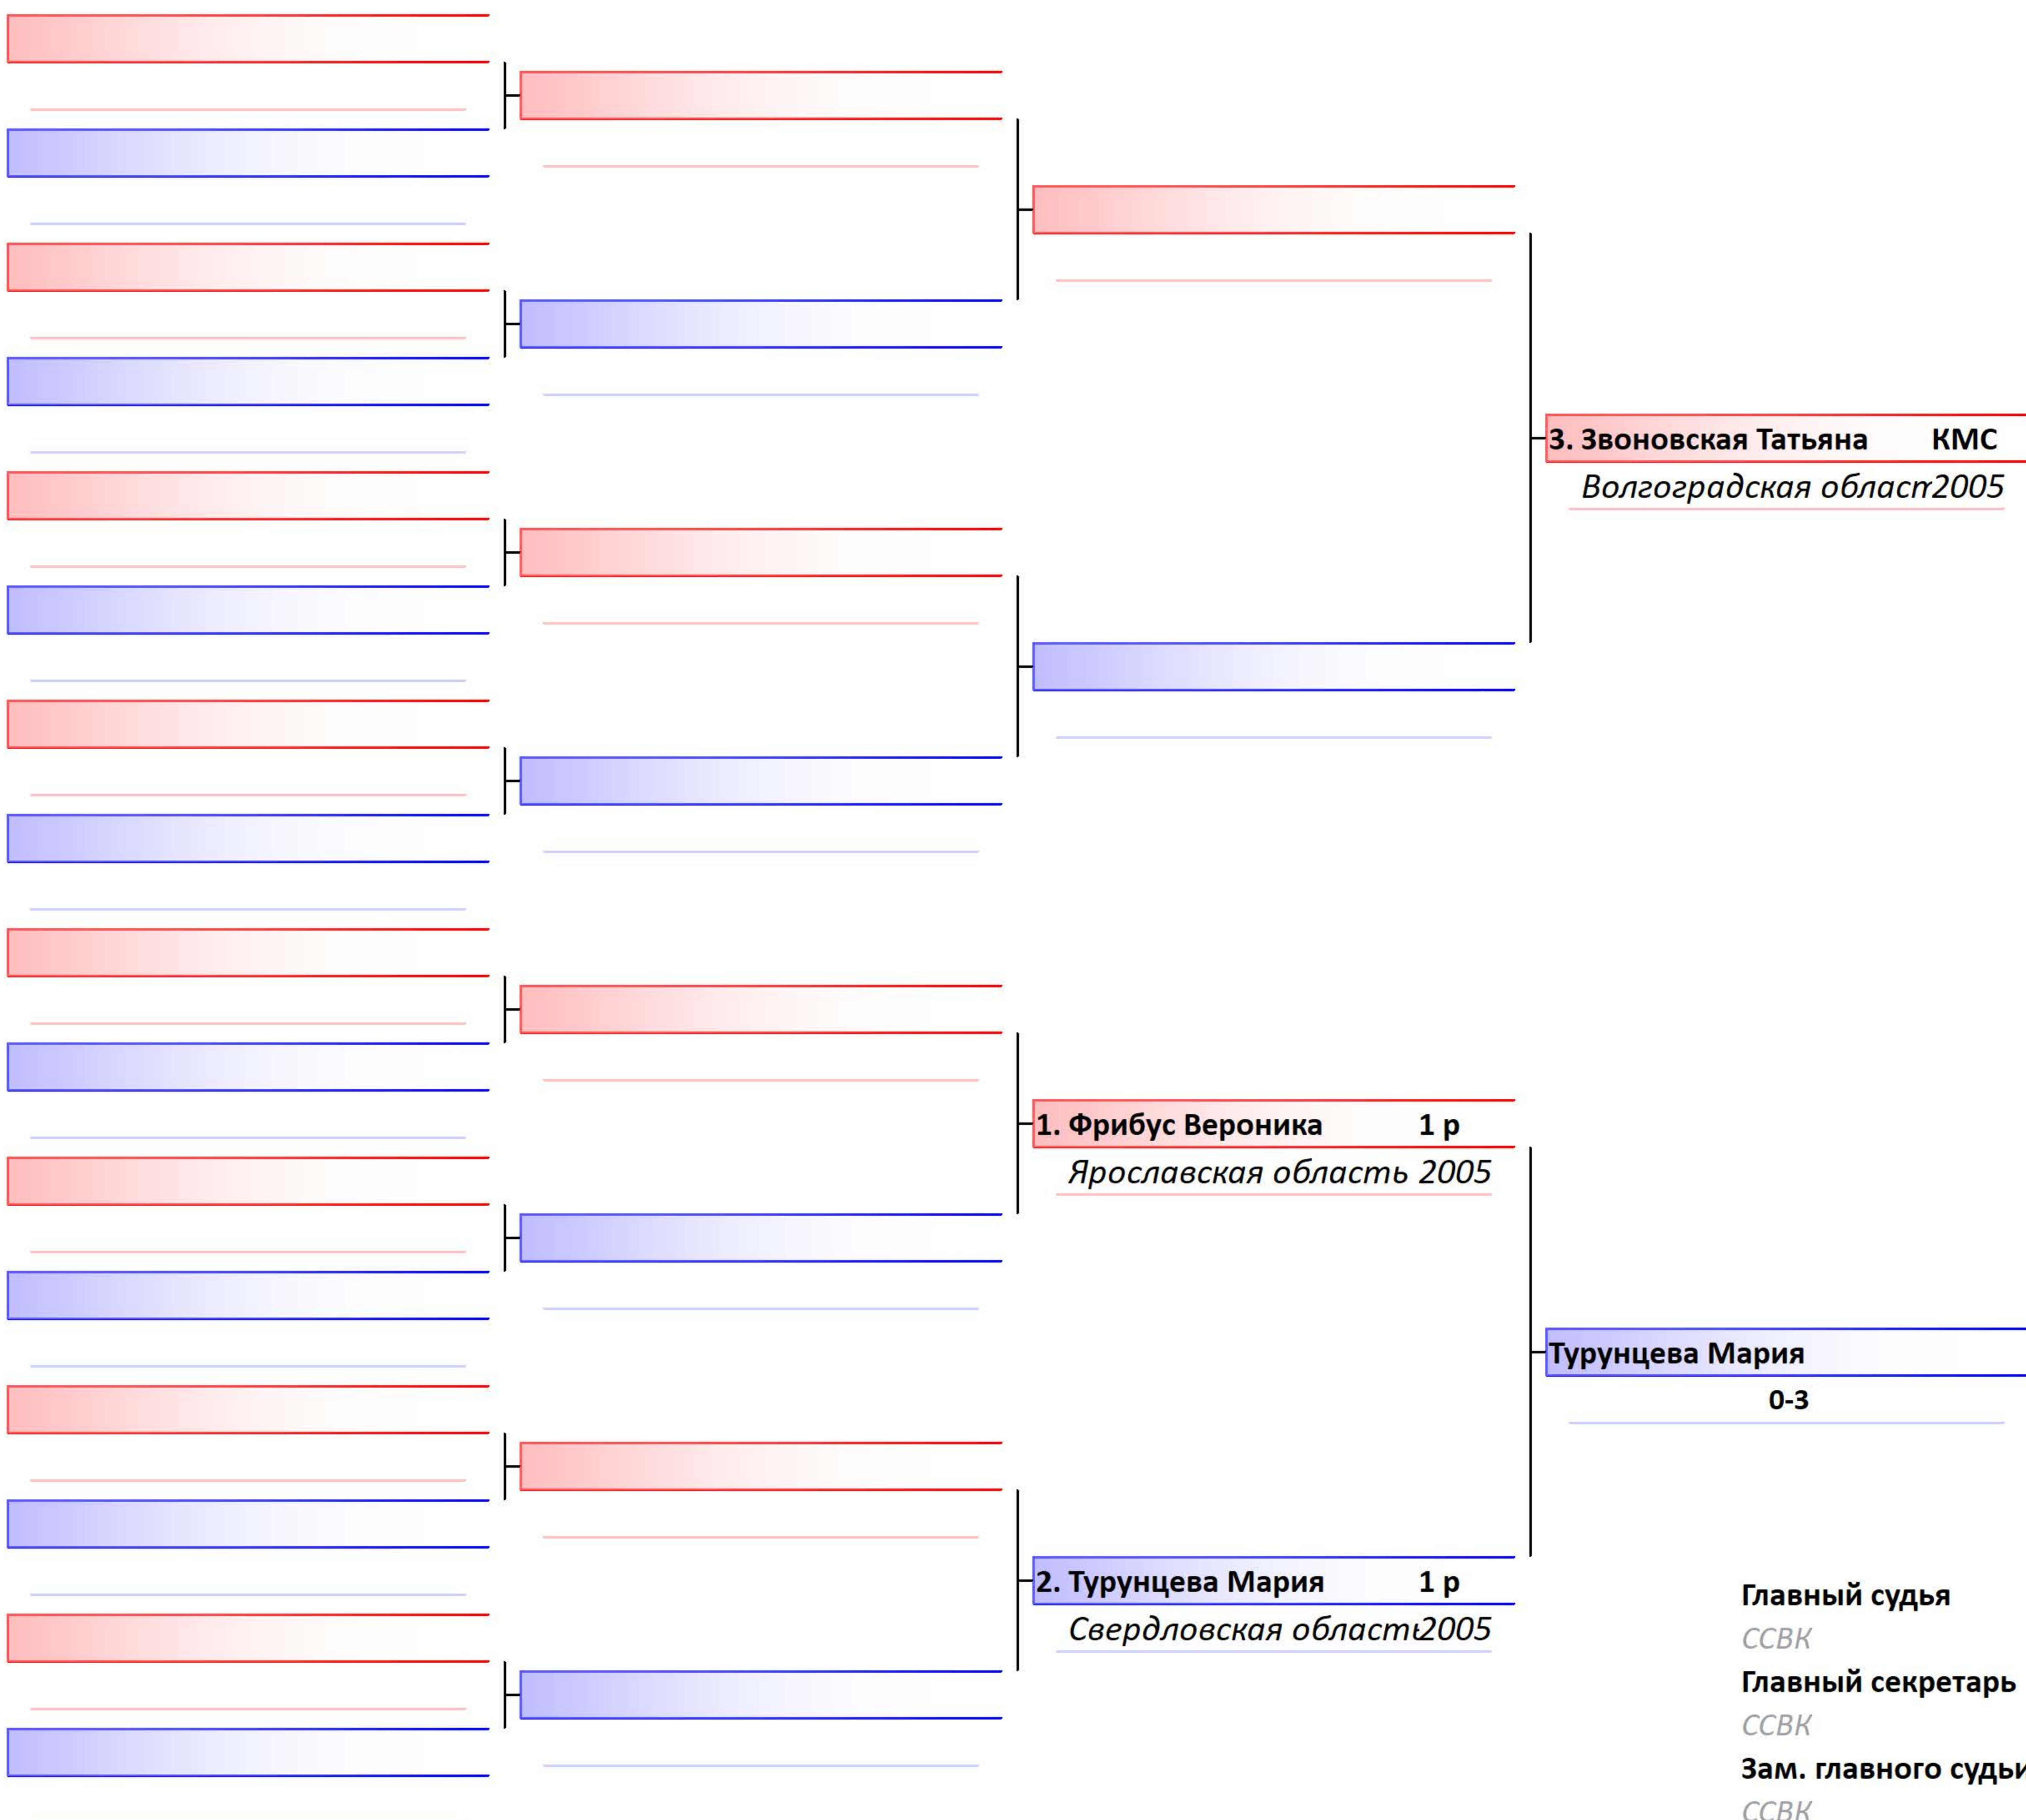 3. Звоновская Татьяна КМС
Волгоградская област 2005
1. Фрибус Вероника 1 р
Ярославская область 2005
Турунцева Мария
0-3
2. Турунцева Мария 1 р
Свердловская область 2005
Главный судья
ССВК
Главный секретарь
ССВК
Зам. главного судьи
ССВК